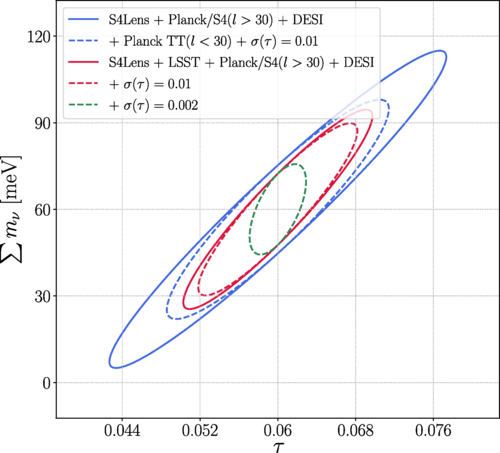 S4Lens + Planck/S4(l > 30) + DESI
+ Planck TT(l < 30) + σ(τ) = 0.01
S4Lens + LSST + Planck/S4(l > 30) + DESI
+ σ(τ) = 0.01
+ σ(τ) = 0.002
120
90
60
30
0
∑ mν [meV]
0.044 0.052 0.06 0.068 0.076
τ